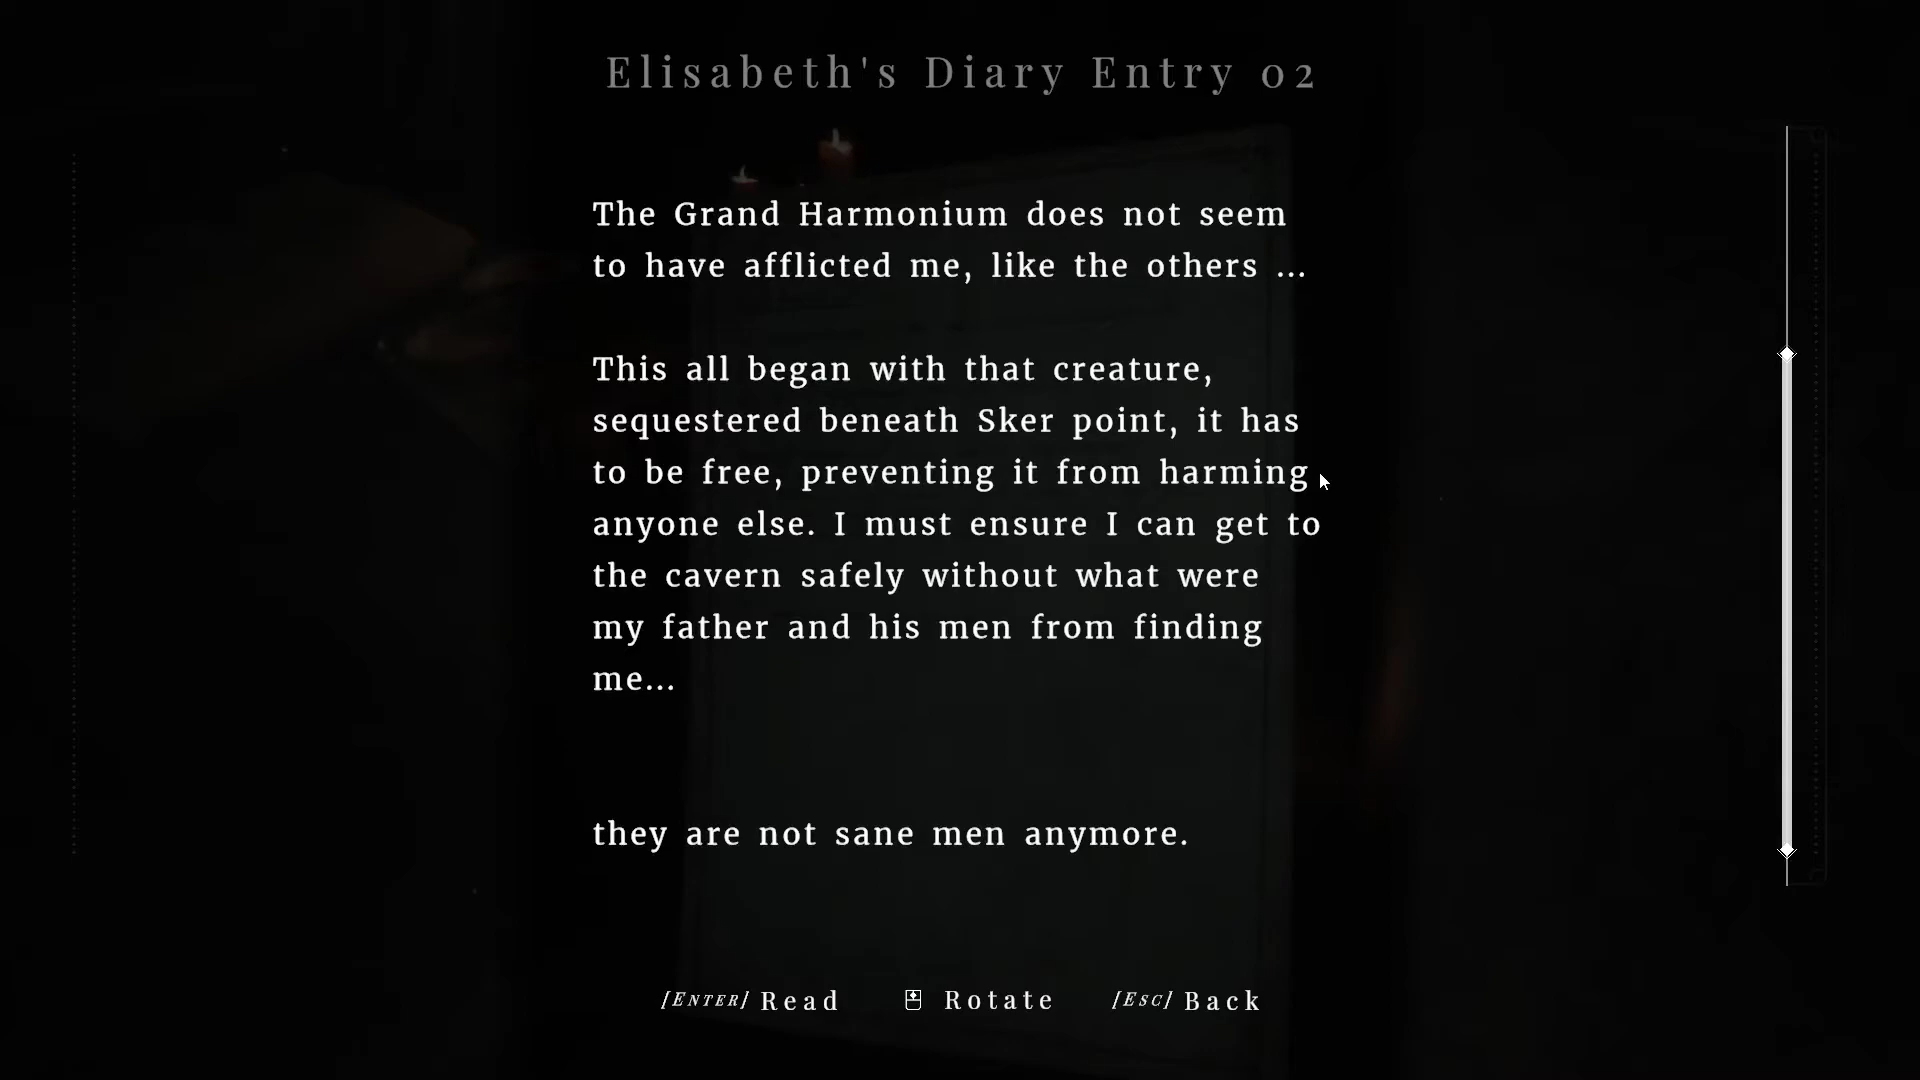 Elisabeth's Diary Entry 02
The Grand Harmonium does not seem
to have afflicted me, like the others ...
This all began with that creature,
sequestered beneath Sker point, it has
to be free, preventing it from harming
anyone else. I must ensure I can get to
the cavern safely without what were
my father and his men from finding
me...
they are not sane men anymore.
[Enter] Read Rotate [Esc] Back